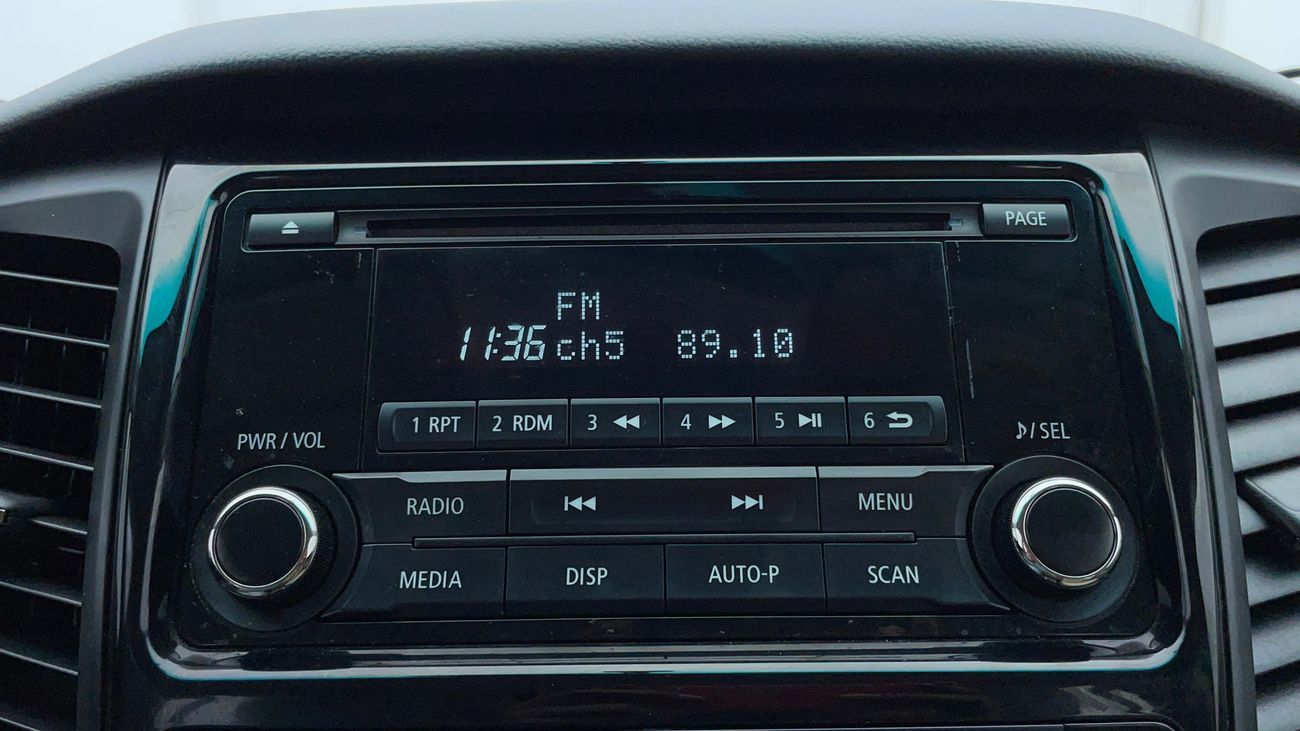 PAGE
FM
11:36 ch5 89.10
1 RPT 2 RDM 3 4 5 6
PWR / VOL
/ SEL
RADIO MENU
MEDIA DISP AUTO-P SCAN